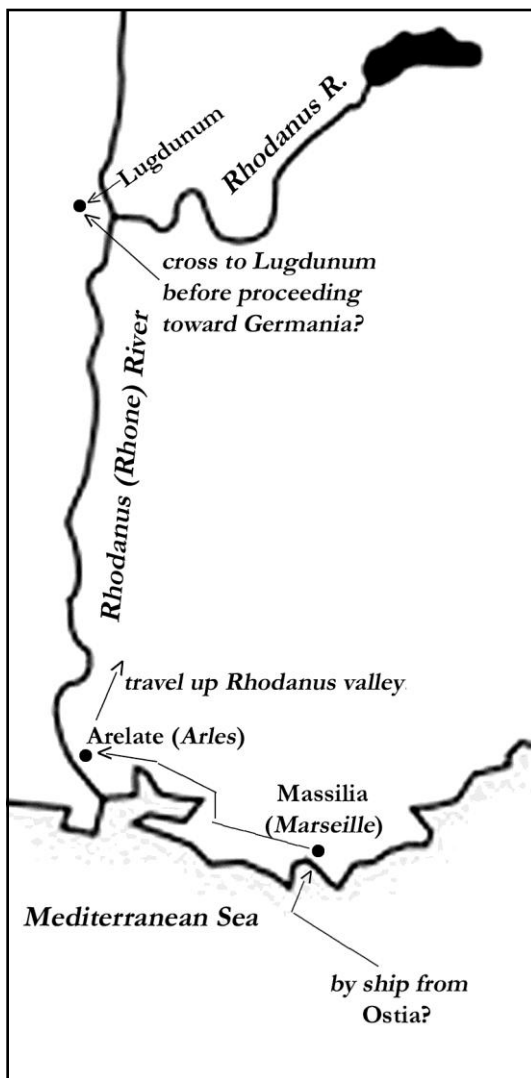 Rhodanus R.
Lugdunum
cross to Lugdunum
before proceeding
toward Germania?
Rhodanus (Rhone) River
travel up Rhodanus valley
Arelate (Arles)
Massilia
(Marseille)
Mediterranean Sea
by ship from
Ostia?